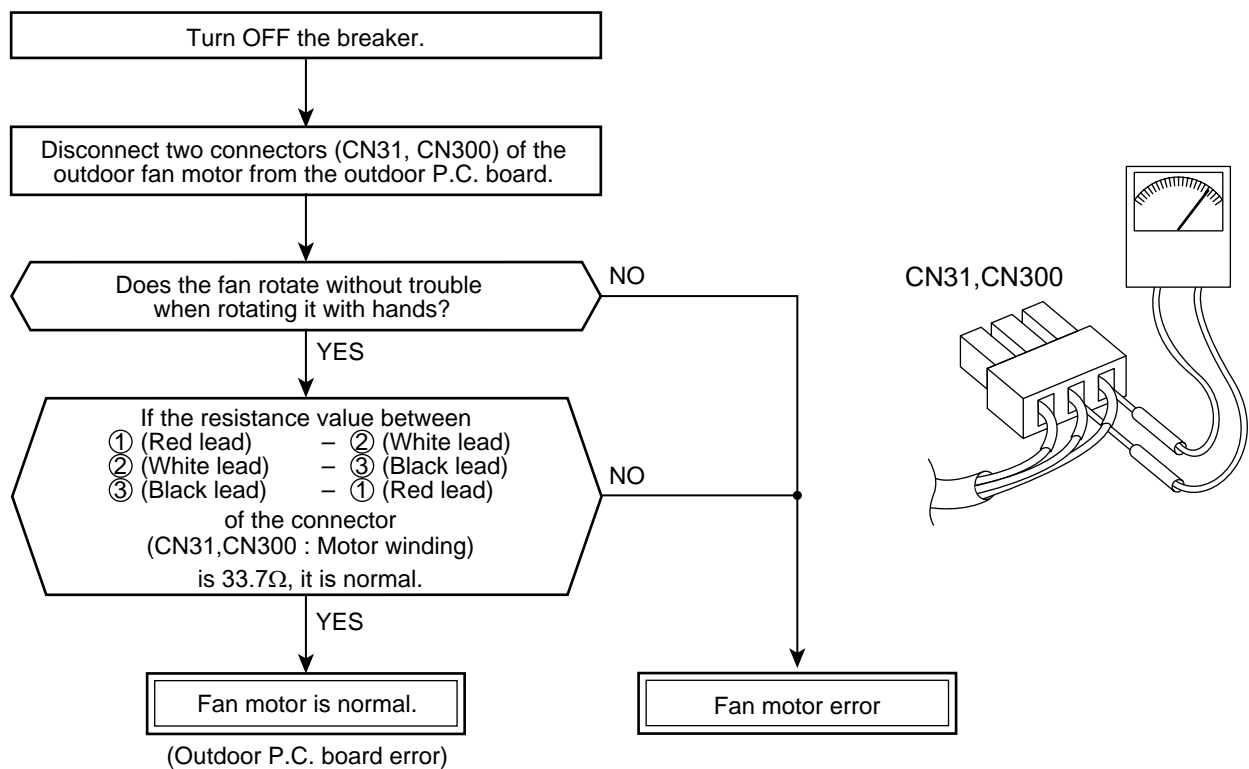 Turn OFF the breaker.
Disconnect two connectors (CN31, CN300) of the
outdoor fan motor from the outdoor P.C. board.
Does the fan rotate without trouble
when rotating it with hands?
NO
YES
If the resistance value between
① (Red lead) – ② (White lead)
② (White lead) – ③ (Black lead)
③ (Black lead) – ① (Red lead)
of the connector
(CN31,CN300 : Motor winding)
is 33.7Ω, it is normal.
NO
YES
Fan motor is normal.
(Outdoor P.C. board error)
Fan motor error
CN31,CN300